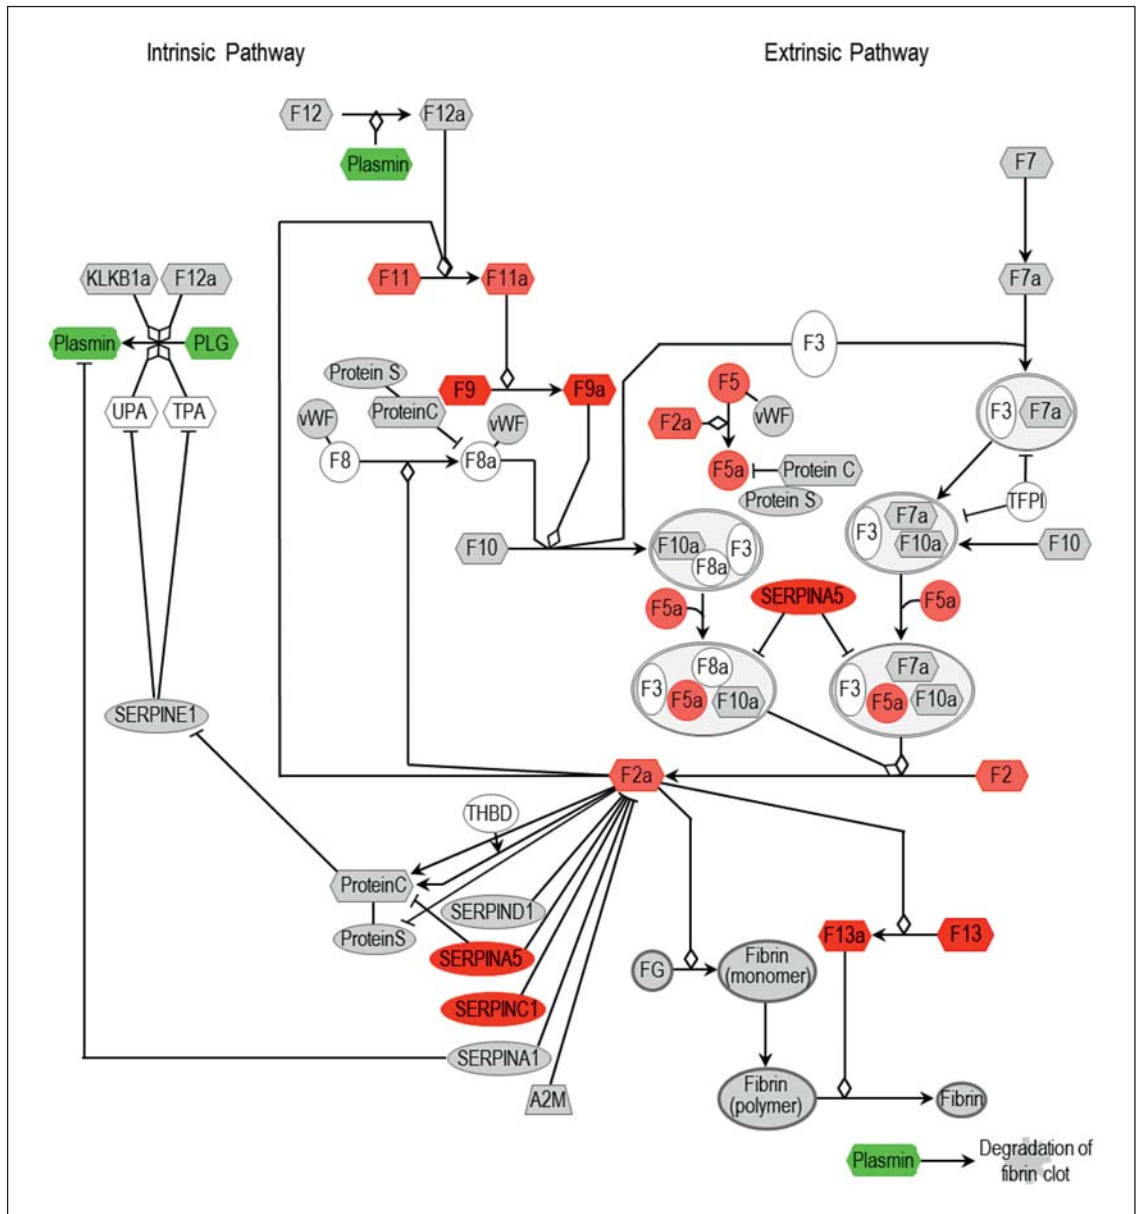 Intrinsic Pathway
Extrinsic Pathway
F12
F12a
Plasmin
F7
F11
F11a
KLKB1a
F12a
F7a
Plasmin
PLG
F3
Protein S
F9
F9a
F5
UPA
TPA
vWF
ProteinC
vWF
F2a
vWF
F3
F7a
F8
F8a
F5a
Protein C
Protein S
TFPI
F10
F10a
F3
F8a
F3
F7a
F10a
F10
F5a
SERPINA5
F5a
F8a
F3
F5a
F10a
F7a
F3
F5a
F10a
SERPINE1
F2a
F2
THBD
ProteinC
SERPIND1
ProteinS
SERPINA5
F13a
F13
FG
Fibrin
(monomer)
SERPINC1
SERPINA1
A2M
Fibrin
(polymer)
Fibrin
Plasmin
Degradation of
fibrin clot